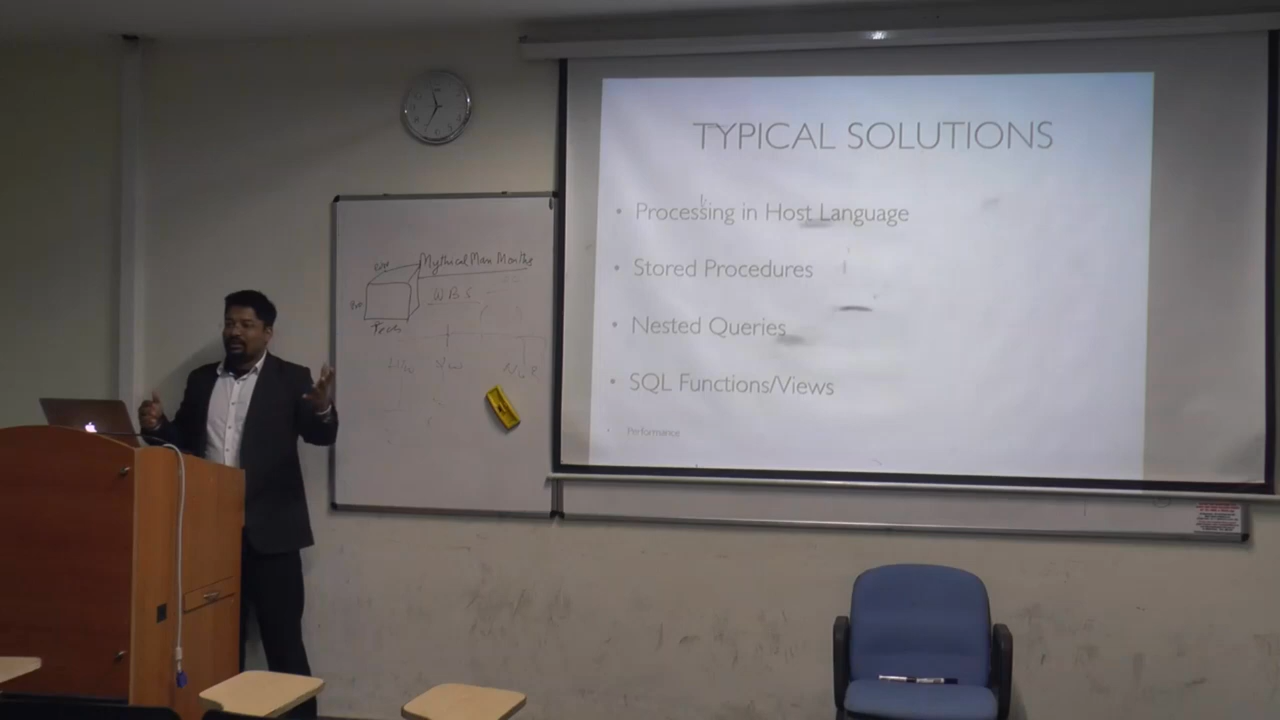 TYPICAL SOLUTIONS
• Processing in Host Language
• Stored Procedures
• Nested Queries
• SQL Functions/Views
• Performance
Mythical Man Months
WBS